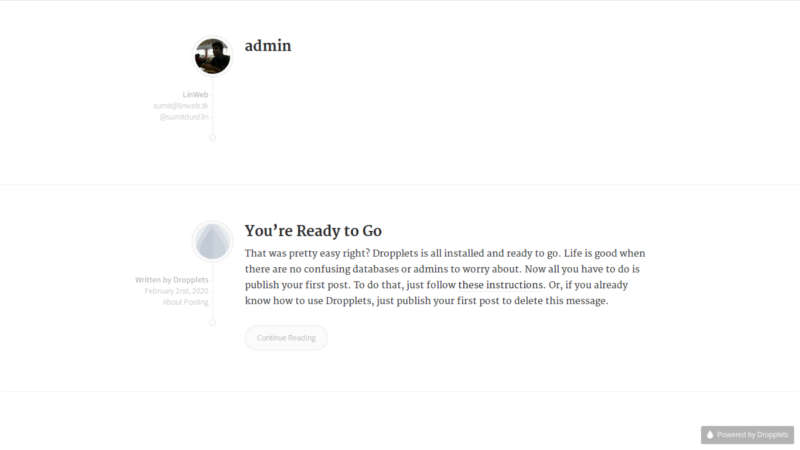 admin
LinWeb
You're Ready to Go
That was pretty easy right? Dropplets is all installed and ready to go. Life is good when
there are no confusing databases or admins to worry about. Now all you have to do is
publish your first post. To do that, just follow these instructions. Or, if you already
know how to use Dropplets, just publish your first post to delete this message.
Written by Dropplets
February 2nd, 2020
About Posting
Continue Reading
Powered by Dropplets